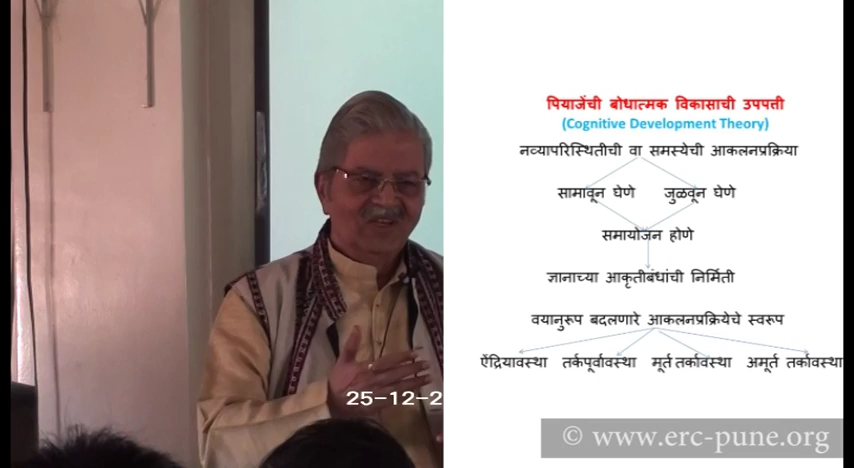 पियाजेंची बोधात्मक विकासाची उपपत्ती
(Cognitive Development Theory)
नव्यापरिस्थितीची वा समस्येची आकलनप्रक्रिया
सामावून घेणे जुळवून घेणे
समायोजन होणे
ज्ञानाच्या आकृतीबंधांची निर्मिती
वयानुरूप बदलणारे आकलनप्रक्रियेचे स्वरूप
ऐंद्रियावस्था तर्कपूर्वावस्था मूर्त तर्कावस्था अमूर्त तर्कावस्था
25-12-2
© www.erc-pune.org